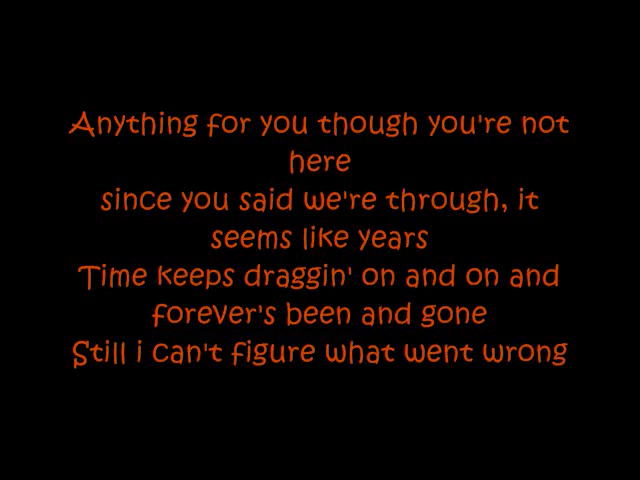 Anything for you though you're not
here
since you said we're through, it
seems like years
Time keeps draggin' on and on and
forever's been and gone
Still i can't figure what went wrong